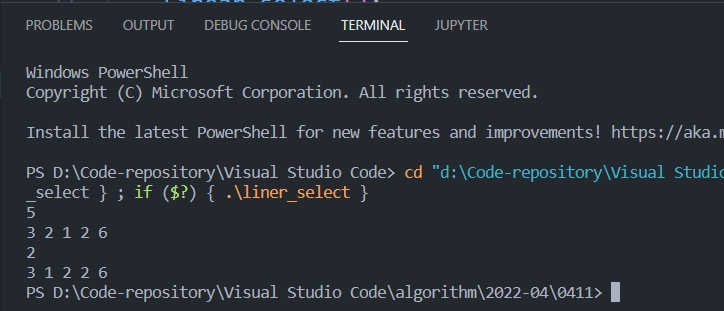 PROBLEMS OUTPUT DEBUG CONSOLE TERMINAL JUPYTER
Windows PowerShell
Copyright (C) Microsoft Corporation. All rights reserved.
Install the latest PowerShell for new features and improvements! https://aka.m
PS D:\Code-repository\Visual Studio Code> cd "d:\Code-repository\Visual Studio
_select } ; if ($?) { .\liner_select }
5
3 2 1 2 6
2
3 1 2 2 6
PS D:\Code-repository\Visual Studio Code\algorithm\2022-04\0411>